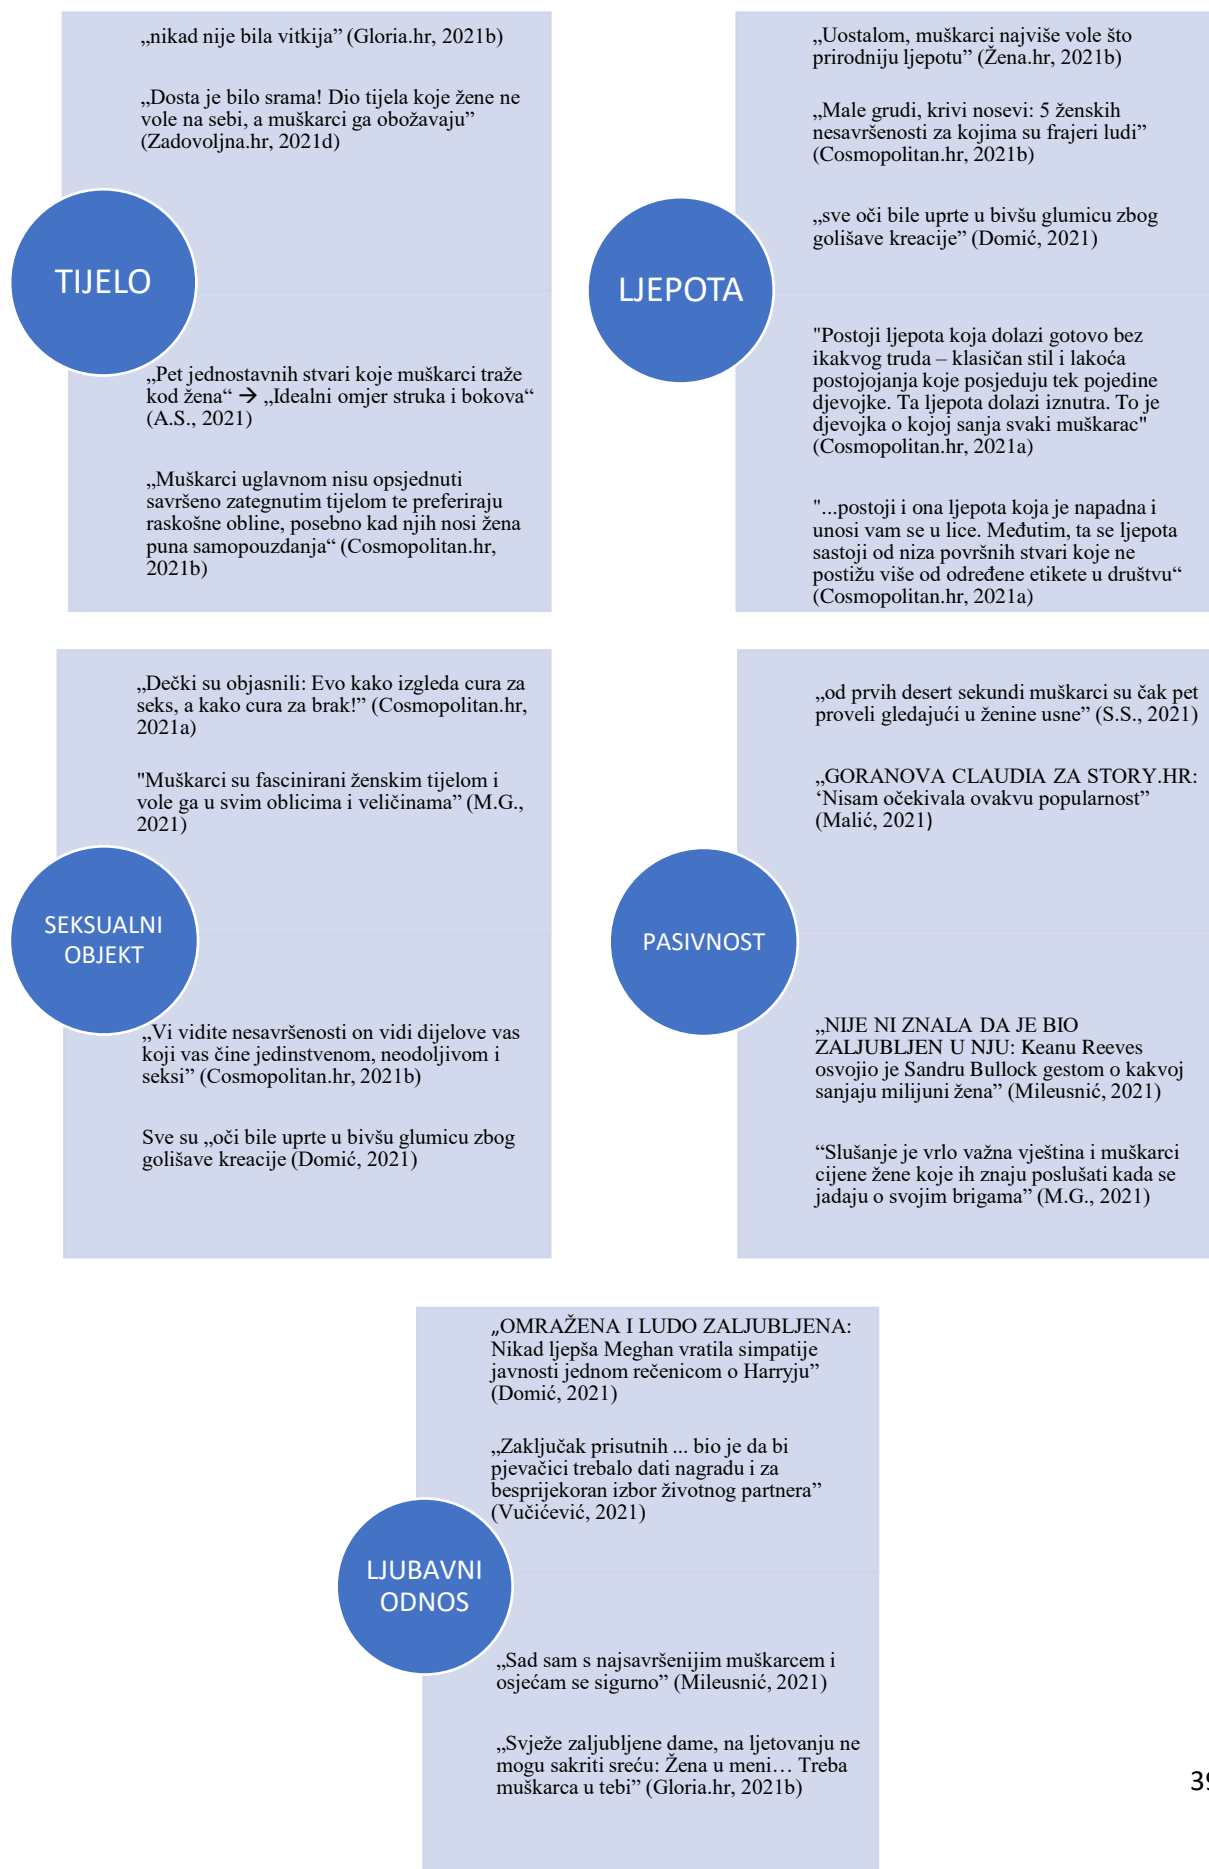 „nikad nije bila vitkija” (Gloria.hr, 2021b)
„Dosta je bilo srama! Dio tijela koje žene ne
vole na sebi, a muškarci ga obožavaju”
(Zadovoljna.hr, 2021d)
TIJELO
„Pet jednostavnih stvari koje muškarci traže
kod žena“ → „Idealni omjer struka i bokova“
(A.S., 2021)
„Muškarci uglavnom nisu opsjednuti
savršeno zategnutim tijelom te preferiraju
raskošne obline, posebno kad njih nosi žena
puna samopouzdanja“ (Cosmopolitan.hr,
2021b)
„Uostalom, muškarci najviše vole što
prirodniju ljepotu” (Žena.hr, 2021b)
„Male grudi, krivi nosevi: 5 ženskih
nesavršenosti za kojima su frajeri ludi”
(Cosmopolitan.hr, 2021b)
„sve oči bile uprte u bivšu glumicu zbog
golišave kreacije” (Domić, 2021)
LJEPOTA
"Postoji ljepota koja dolazi gotovo bez
ikakvog truda – klasičan stil i lakoća
postojojanja koje posjeduju tek pojedine
djevojke. Ta ljepota dolazi iznutra. To je
djevojka o kojoj sanja svaki muškarac"
(Cosmopolitan.hr, 2021a)
"...postoji i ona ljepota koja je napadna i
unosi vam se u lice. Međutim, ta se ljepota
sastoji od niza površnih stvari koje ne
postižu više od određene etikete u društvu“
(Cosmopolitan.hr, 2021a)
„Dečki su objasnili: Evo kako izgleda cura za
seks, a kako cura za brak!” (Cosmopolitan.hr,
2021a)
"Muškarci su fascinirani ženskim tijelom i
vole ga u svim oblicima i veličinama” (M.G.,
2021)
SEKSUALNI
OBJEKT
„Vi vidite nesavršenosti on vidi dijelove vas
koji vas čine jedinstvenom, neodoljivom i
seksi” (Cosmopolitan.hr, 2021b)
Sve su „oči bile uprte u bivšu glumicu zbog
golišave kreacije (Domić, 2021)
„od prvih desert sekundi muškarci su čak pet
proveli gledajući u ženine usne” (S.S., 2021)
„GORANOVA CLAUDIA ZA STORY.HR:
‘Nisam očekivala ovakvu popularnost”
(Malić, 2021)
PASIVNOST
„NIJE NI ZNALA DA JE BIO
ZALJUBLJEN U NJU: Keanu Reeves
osvojio je Sandru Bullock gestom o kakvoj
sanjaju milijuni žena” (Mileusnić, 2021)
“Slušanje je vrlo važna vještina i muškarci
cijene žene koje ih znaju poslušati kada se
jadaju o svojim brigama” (M.G., 2021)
„OMRAŽENA I LUDO ZALJUBLJENA:
Nikad ljepša Meghan vratila simpatije
javnosti jednom rečenicom o Harryju”
(Domić, 2021)
„Zaključak prisutnih ... bio je da bi
pjevačici trebalo dati nagradu i za
besprijekoran izbor životnog partnera”
(Vučićević, 2021)
LJUBAVNI
ODNOS
„Sad sam s najsavršenijim muškarcem i
osjećam se sigurno” (Mileusnić, 2021)
„Svježe zaljubljene dame, na ljetovanju ne
mogu sakriti sreću: Žena u meni… Treba
muškarca u tebi” (Gloria.hr, 2021b)
39